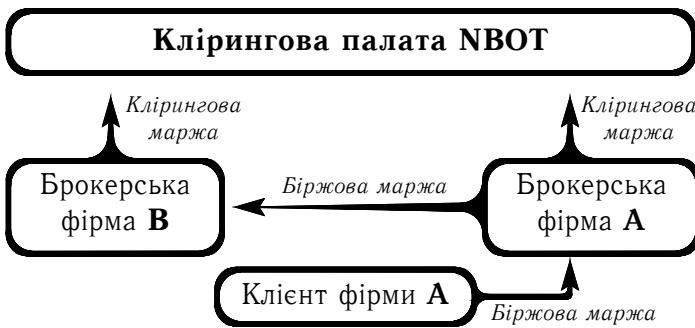 Клірингова палата NBOT
Клірингова
маржа
Клірингова
маржа
Брокерська
фірма B
Біржова маржа
Брокерська
фірма A
Клієнт фірми A
Біржова маржа